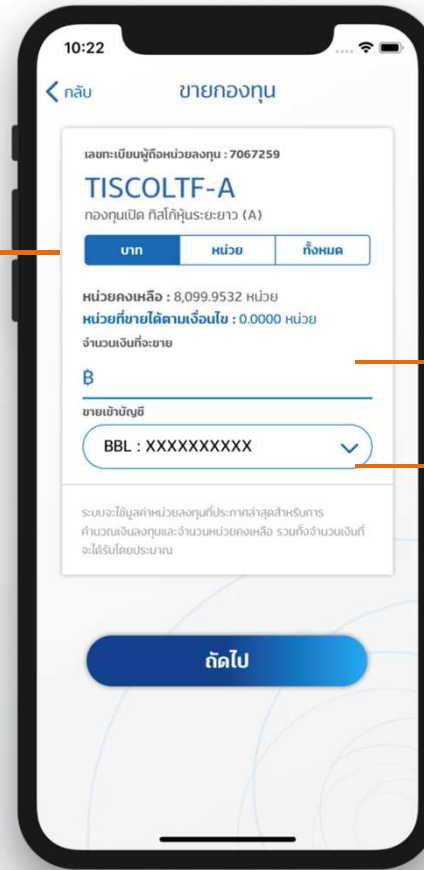 10:22
กลับ
ขายกองทุน
เลขทะเบียนผู้ถือหน่วยลงทุน : 7067259
TISCOLTF-A
กองทุนเปิด ทิสโก้หุ้นระยะยาว (A)
บาท
หน่วย
ทั้งหมด
หน่วยคงเหลือ : 8,099.9532 หน่วย
หน่วยที่ขายได้ตามเงื่อนไข : 0.0000 หน่วย
จำนวนเงินที่จะขาย
฿
ขายเข้าบัญชี
BBL : XXXXXXXXXX
ระบบจะใช้มูลค่าหน่วยลงทุนที่ประกาศล่าสุดสำหรับการ
คำนวณเงินลงทุนและจำนวนหน่วยคงเหลือ รวมทั้งจำนวนเงินที่
จะได้รับโดยประมาณ
ถัดไป